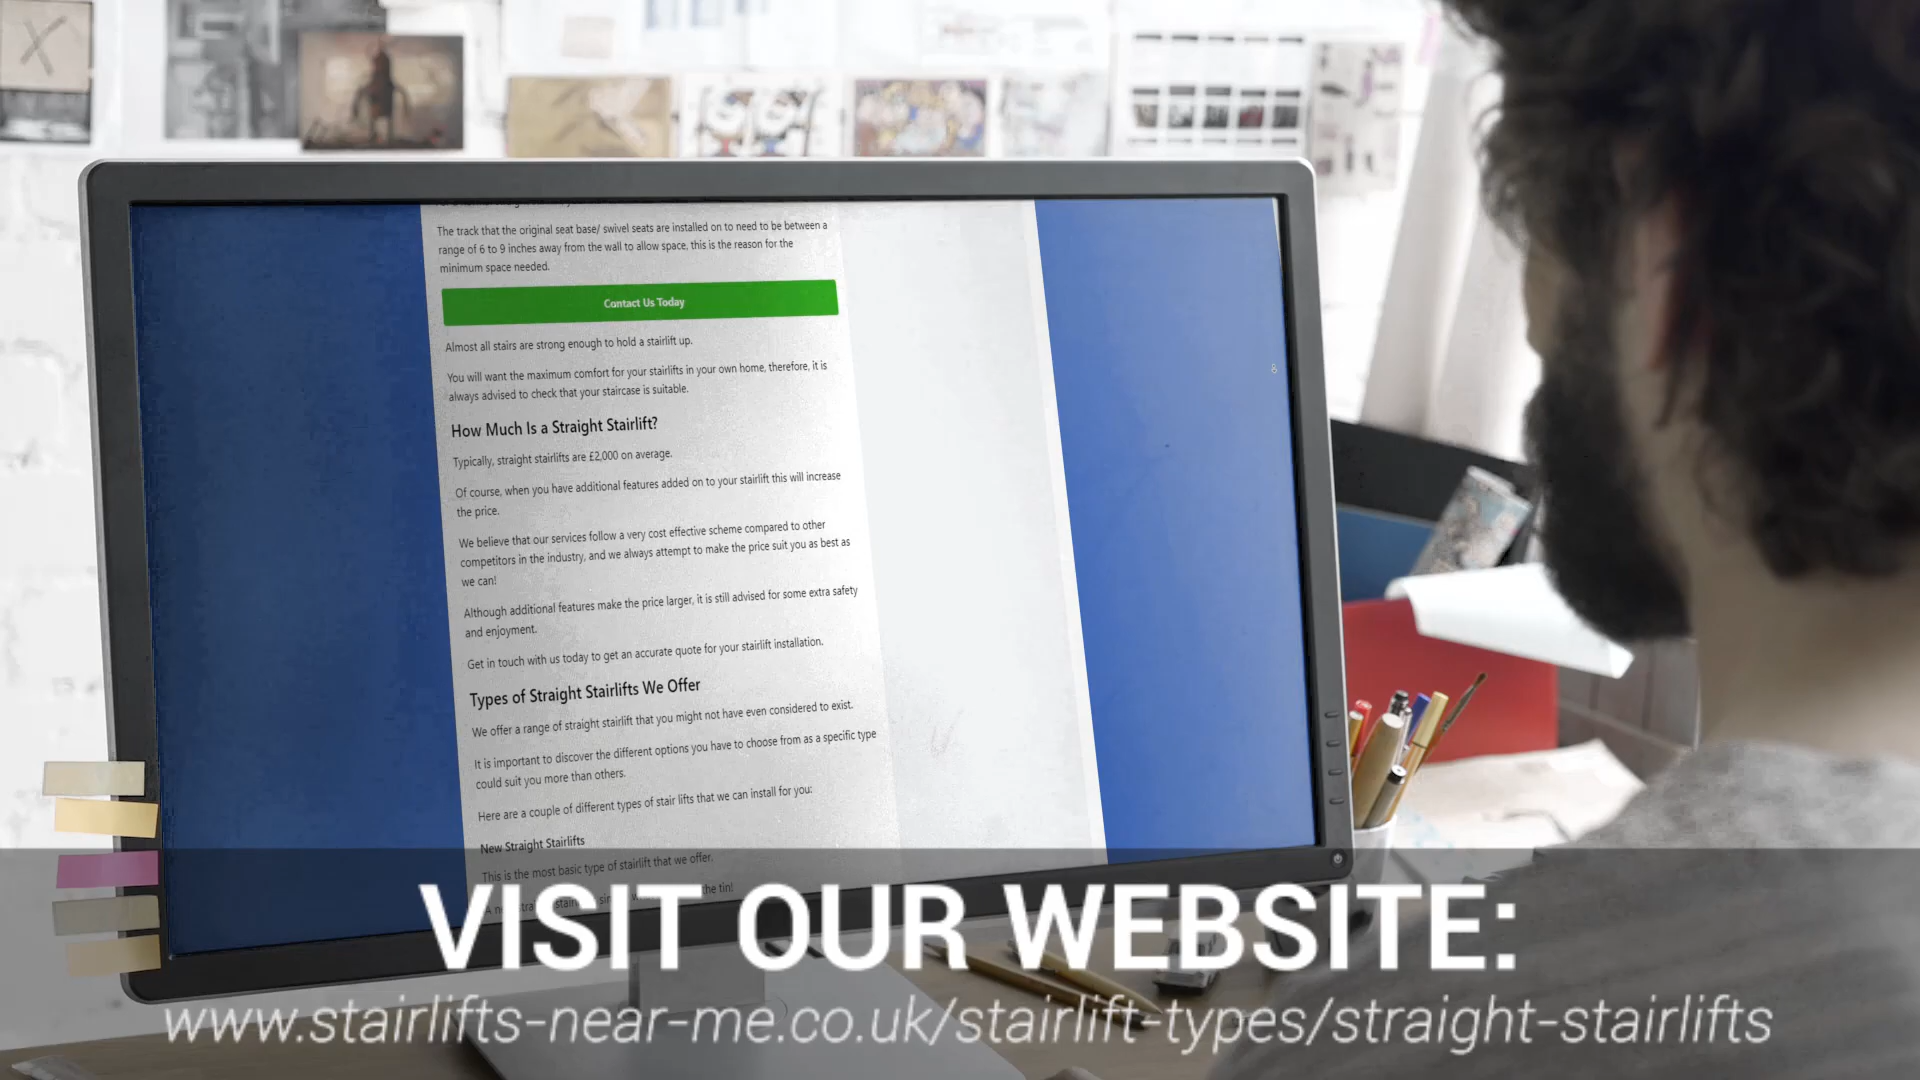 The track that the original seat base/ swivel seats are installed on to need to be between a
range of 6 to 9 inches away from the wall to allow space, this is the reason for the
minimum space needed.
Contact Us Today
Almost all stairs are strong enough to hold a stairlift up.
You will want the maximum comfort for your stairlifts in your own home, therefore, it is
always advised to check that your staircase is suitable.
How Much Is a Straight Stairlift?
Typically, straight stairlifts are £2,000 on average.
Of course, when you have additional features added on to your stairlift this will increase
the price.
We believe that our services follow a very cost effective scheme compared to other
competitors in the industry, and we always attempt to make the price suit you as best as
we can!
Although additional features make the price larger, it is still advised for some extra safety
and enjoyment.
Get in touch with us today to get an accurate quote for your stairlift installation.
Types of Straight Stairlifts We Offer
We offer a range of straight stairlift that you might not have even considered to exist.
It is important to discover the different options you have to choose from as a specific type
could suit you more than others.
Here are a couple of different types of stair lifts that we can install for you:
New Straight Stairlifts
This is the most basic type of stairlift that we offer.
the tin!
VISIT OUR WEBSITE:
www.stairlifts-near-me.co.uk/stairlift-types/straight-stairlifts